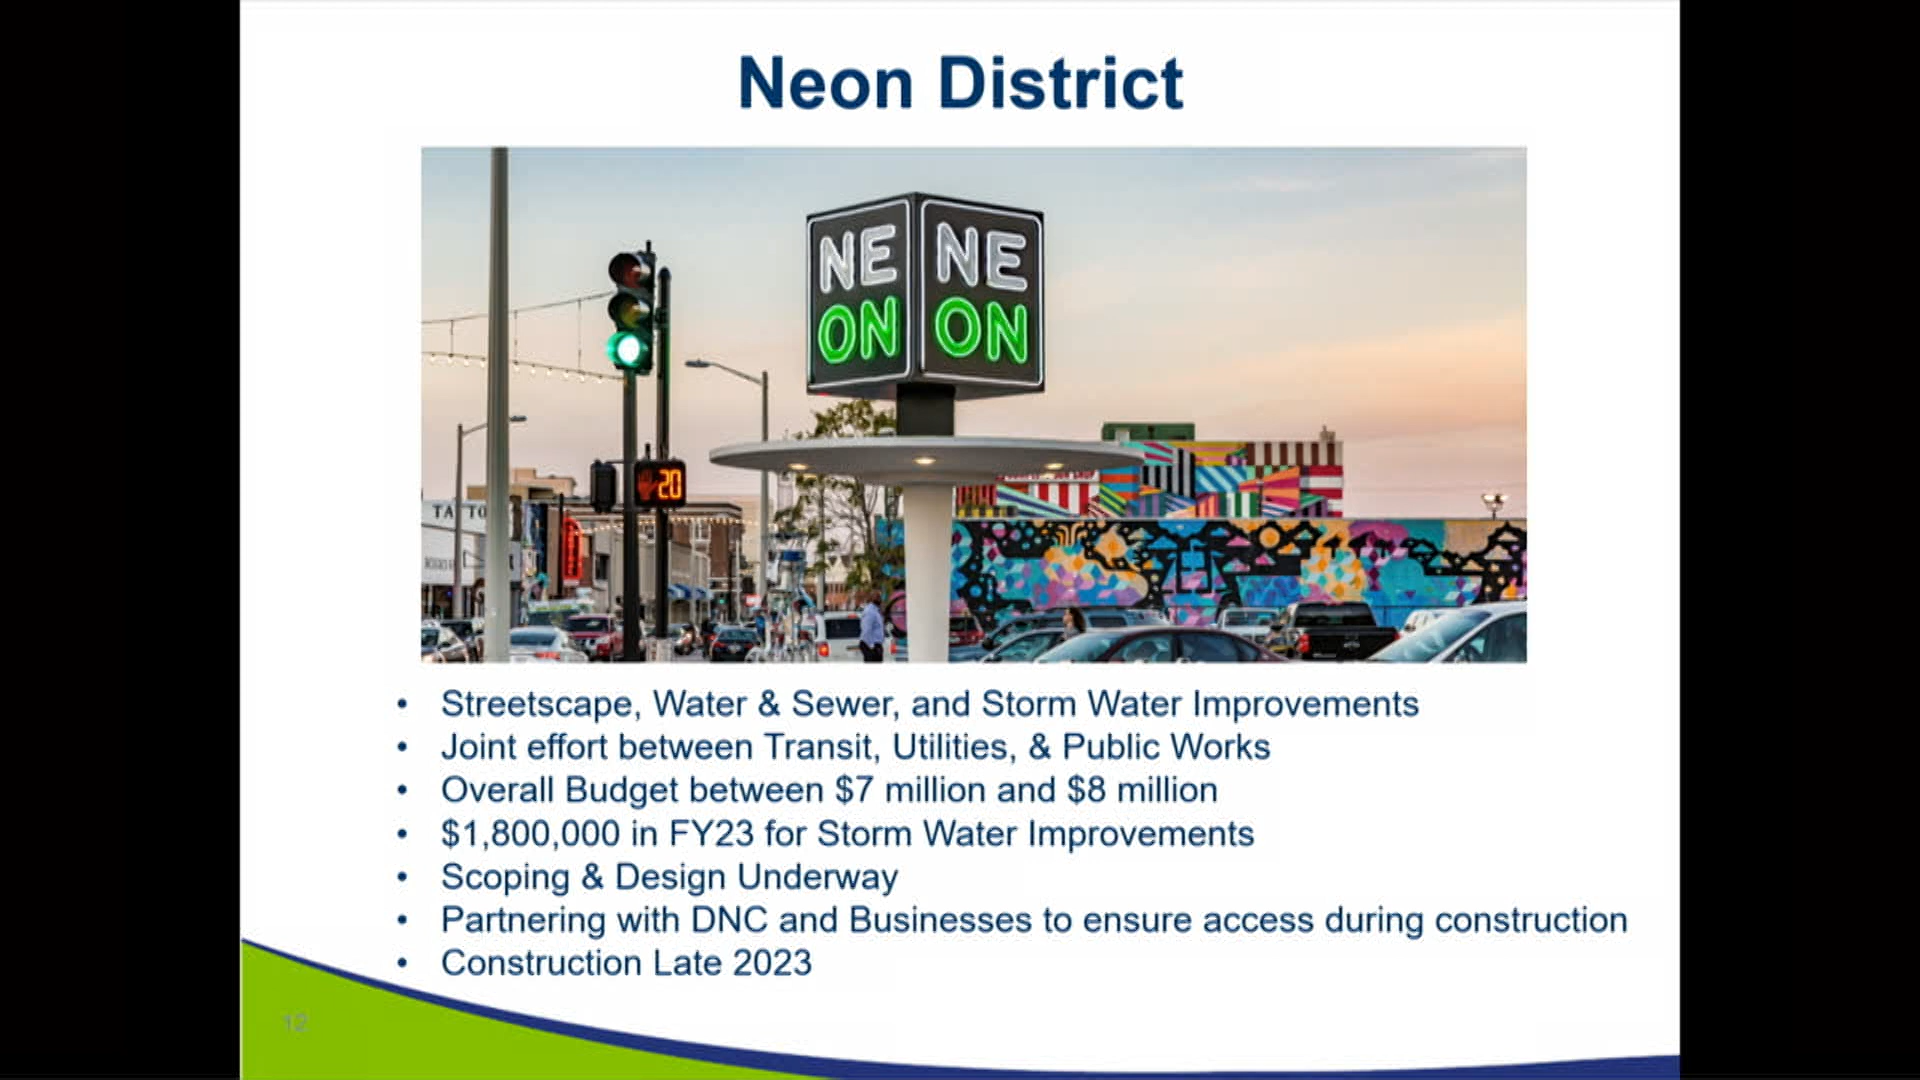 Neon District
NE NE
ON ON
20
• Streetscape, Water & Sewer, and Storm Water Improvements
• Joint effort between Transit, Utilities, & Public Works
• Overall Budget between $7 million and $8 million
• $1,800,000 in FY23 for Storm Water Improvements
• Scoping & Design Underway
• Partnering with DNC and Businesses to ensure access during construction
• Construction Late 2023
12